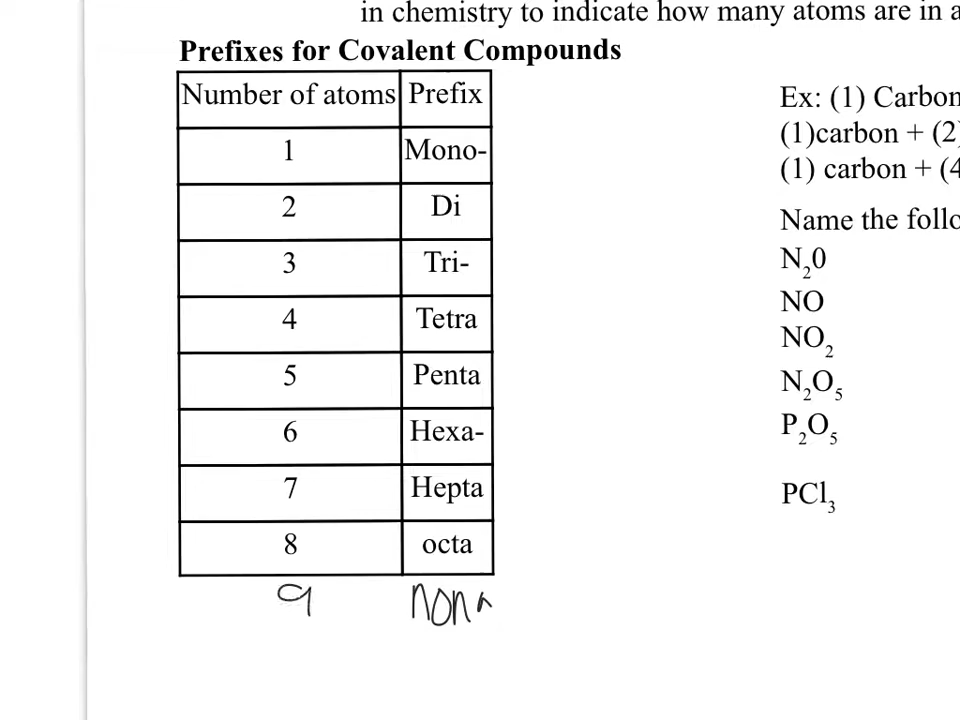 in chemistry to indicate how many atoms are in a
Prefixes for Covalent Compounds
Number of atoms Prefix
1 Mono-
2 Di
3 Tri-
4 Tetra
5 Penta
6 Hexa-
7 Hepta
8 octa
9 nona
Ex: (1) Carbon
(1)carbon + (2)
(1) carbon + (4
Name the follo
N₂0
NO
NO₂
N₂O₅
P₂O₅
PCl₃